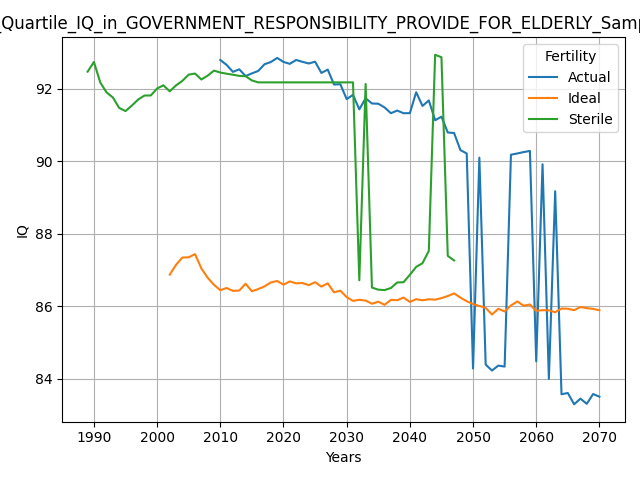 _Quartile_IQ_in_GOVERNMENT_RESPONSIBILITY_PROVIDE_FOR_ELDERLY_Sam
Fertility
Actual
Ideal
Sterile
92
90
88
86
84
IQ
1990 2000 2010 2020 2030 2040 2050 2060 2070
Years